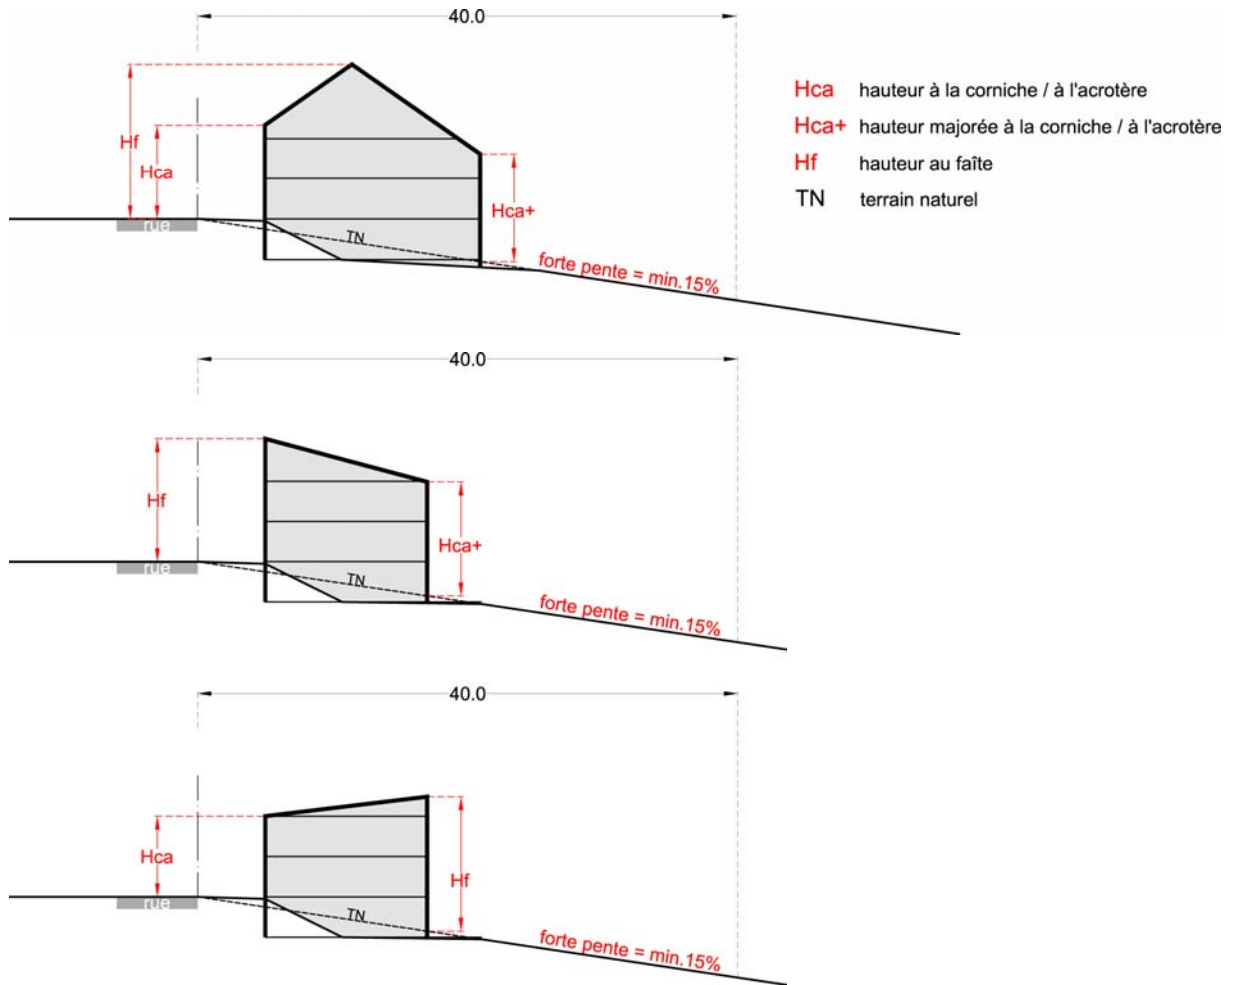 40.0
Hca hauteur à la corniche / à l'acrotère
Hca+ hauteur majorée à la corniche / à l'acrotère
Hf hauteur au faîte
TN terrain naturel
Hf
Hca
Hca+
rue
TN
forte pente = min.15%
40.0
Hf
Hca+
rue
TN
forte pente = min.15%
40.0
Hca
Hf
rue
TN
forte pente = min.15%